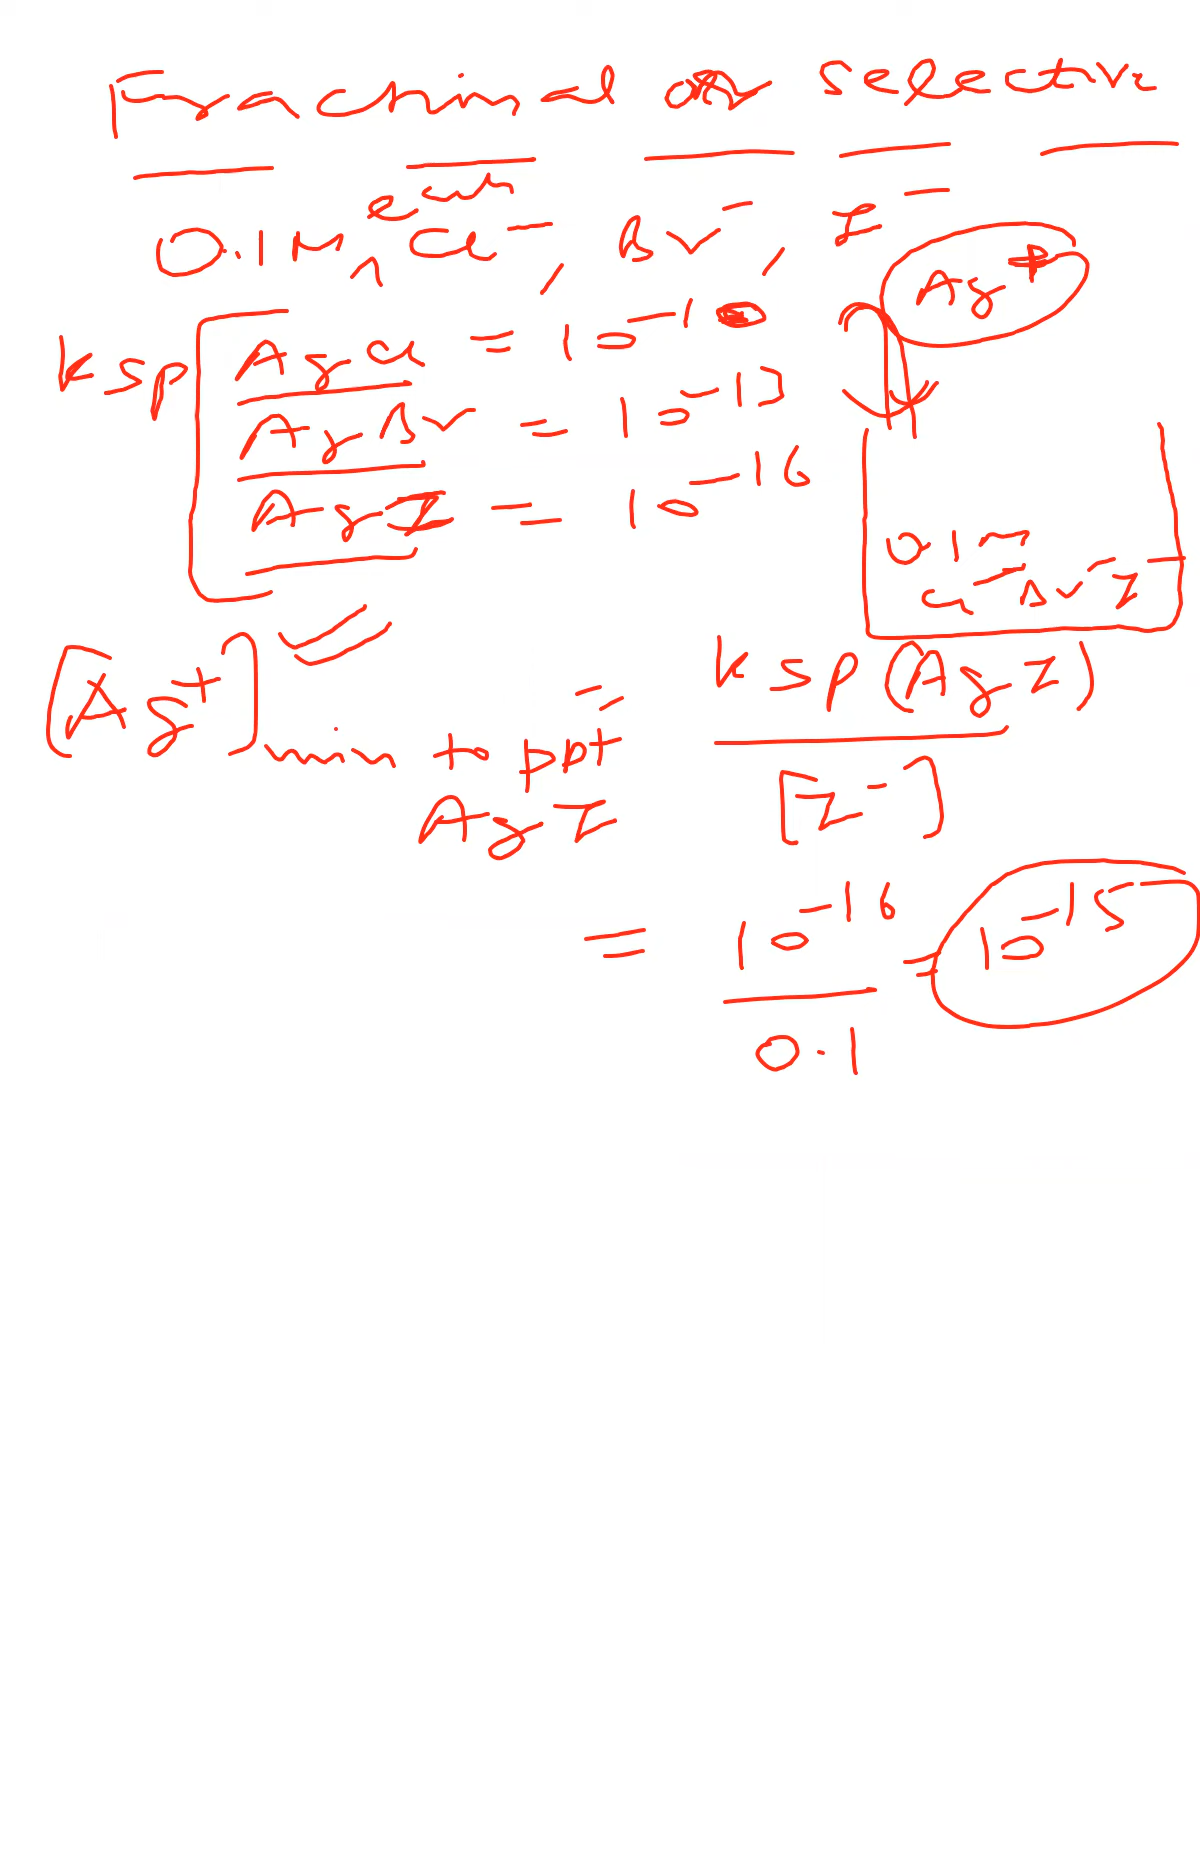 Fractional or selective
0.1 M, each Cl⁻, Br⁻, I⁻
Ag⁺
Ksp AgCl = 10⁻¹⁰
AgBr = 10⁻¹³
AgI = 10⁻¹⁶
0.1 M
Cl⁻ Br⁻ I⁻
[Ag⁺]min to ppt AgI = Ksp(AgI) / [I⁻]
= 10⁻¹⁶ / 0.1 = 10⁻¹⁵